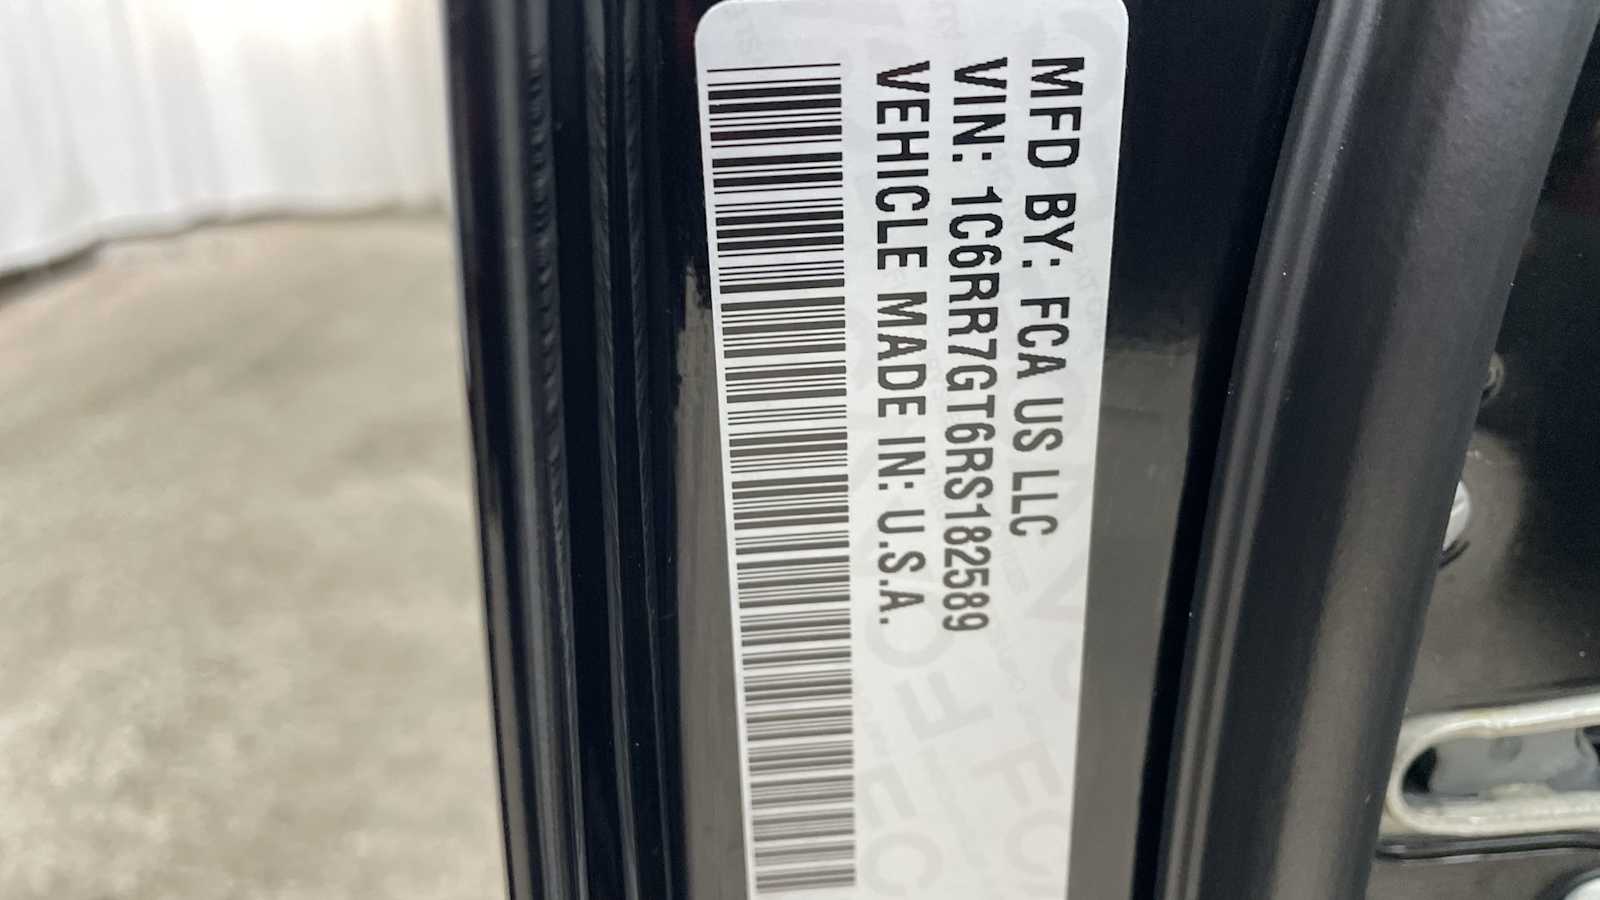 MFD BY: FCA US LLC
VIN: 1C6RR7GT6RS182589
VEHICLE MADE IN: U.S.A.